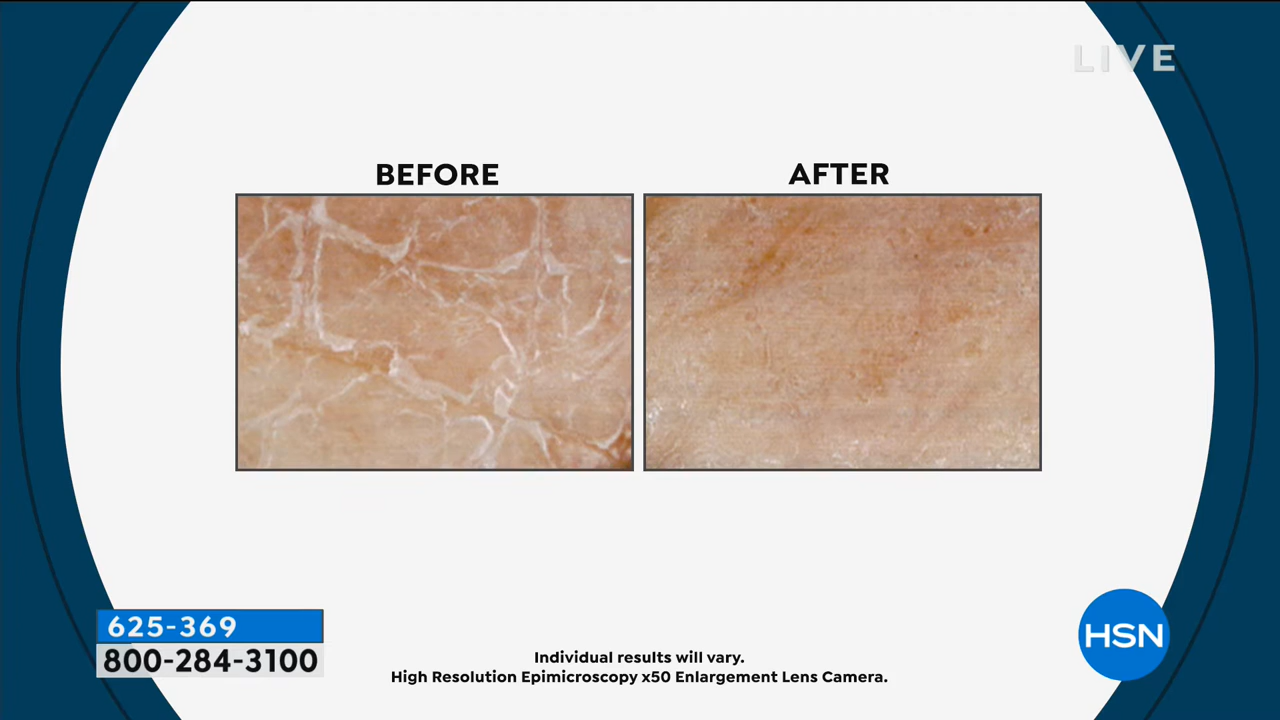 LIVE
BEFORE
AFTER
625-369
800-284-3100
Individual results will vary.
High Resolution Epimicroscopy x50 Enlargement Lens Camera.
HSN